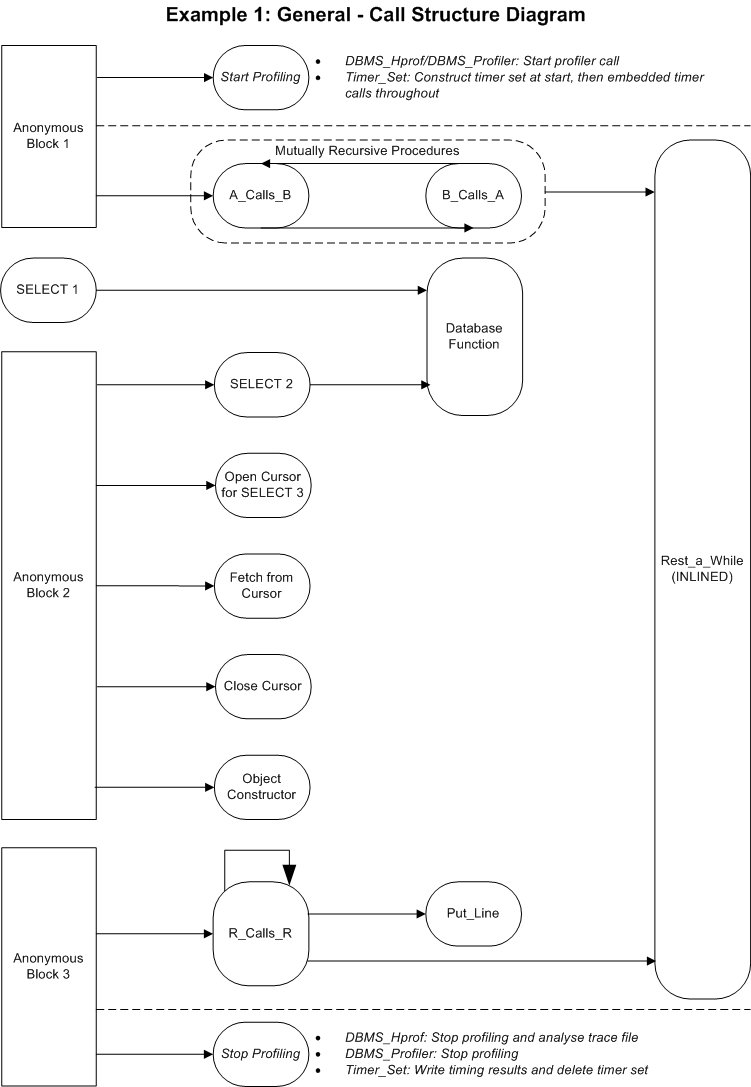 Example 1: General - Call Structure Diagram
Start Profiling
• DBMS_Hprof/DBMS_Profiler: Start profiler call
• Timer_Set: Construct timer set at start, then embedded timer
calls throughout
Anonymous
Block 1
Mutually Recursive Procedures
A_Calls_B
B_Calls_A
SELECT 1
Database
Function
SELECT 2
Open Cursor
for SELECT 3
Rest_a_While
(INLINED)
Anonymous
Block 2
Fetch from
Cursor
Close Cursor
Object
Constructor
Anonymous
Block 3
R_Calls_R
Put_Line
Stop Profiling
• DBMS_Hprof: Stop profiling and analyse trace file
• DBMS_Profiler: Stop profiling
• Timer_Set: Write timing results and delete timer set